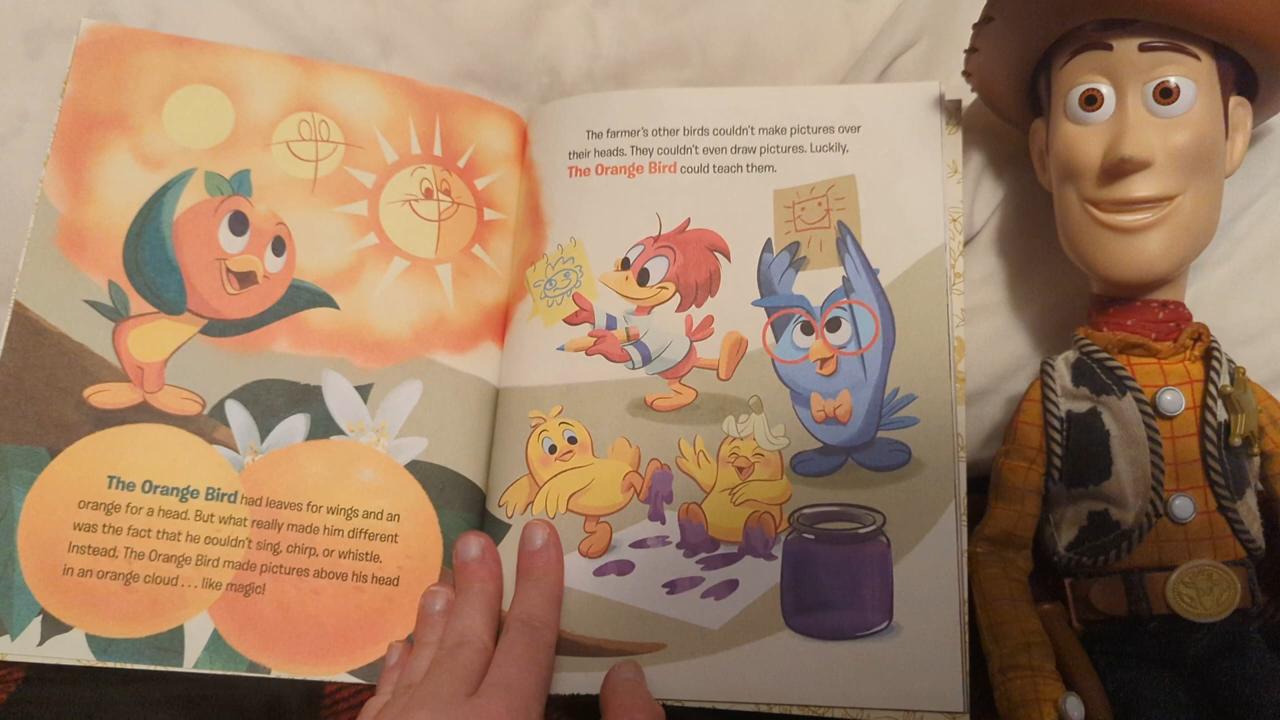 The Orange Bird had leaves for wings and an
orange for a head. But what really made him different
was the fact that he couldn't sing, chirp, or whistle.
Instead, The Orange Bird made pictures above his head
in an orange cloud . . . like magic!
The farmer's other birds couldn't make pictures over
their heads. They couldn't even draw pictures. Luckily,
The Orange Bird could teach them.